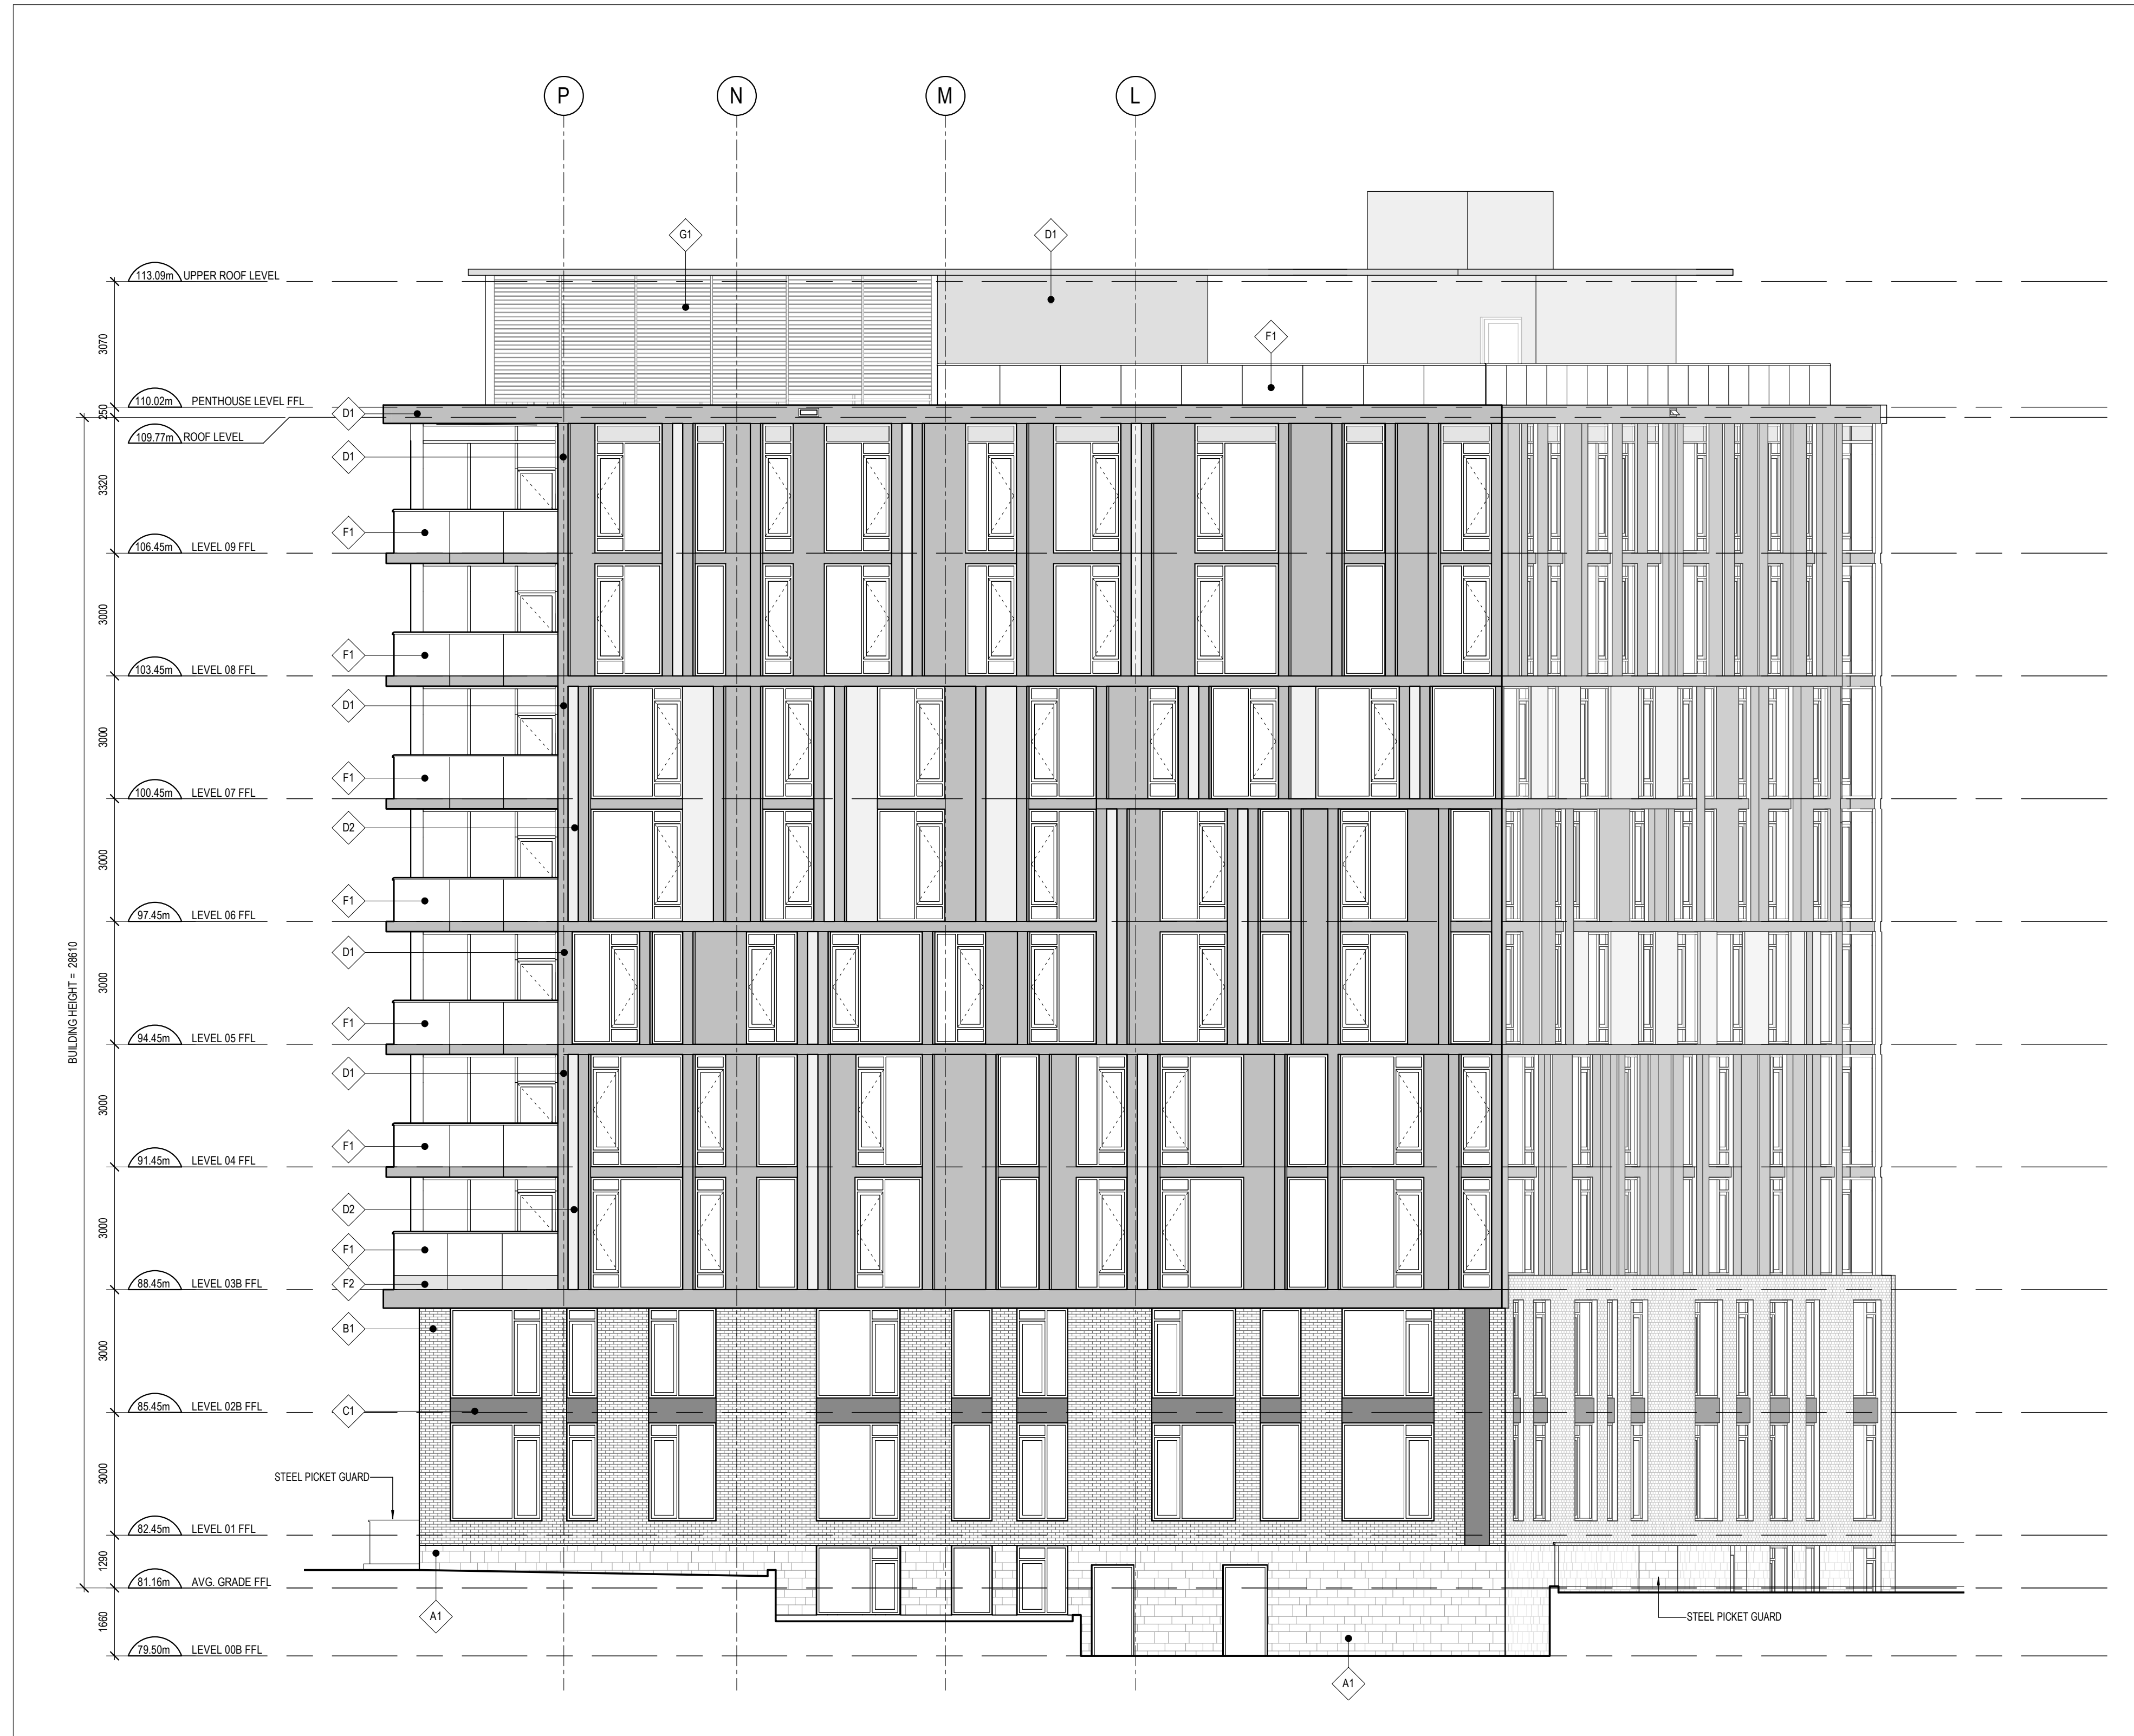 P
N
M
L
G1
D1
113.09m UPPER ROOF LEVEL
F1
3070
110.02m PENTHOUSE LEVEL FFL
250
D1
109.77m ROOF LEVEL
D1
3320
F1
106.45m LEVEL 09 FFL
3000
F1
103.45m LEVEL 08 FFL
D1
3000
F1
100.45m LEVEL 07 FFL
D2
3000
F1
97.45m LEVEL 06 FFL
D1
3000
BUILDING HEIGHT = 28610
F1
94.45m LEVEL 05 FFL
D1
3000
F1
91.45m LEVEL 04 FFL
D2
3000
F1
88.45m LEVEL 03B FFL
F2
B1
3000
85.45m LEVEL 02B FFL
C1
3000
STEEL PICKET GUARD
82.45m LEVEL 01 FFL
1290
81.16m AVG. GRADE FFL
A1
STEEL PICKET GUARD
1660
79.50m LEVEL 00B FFL
A1